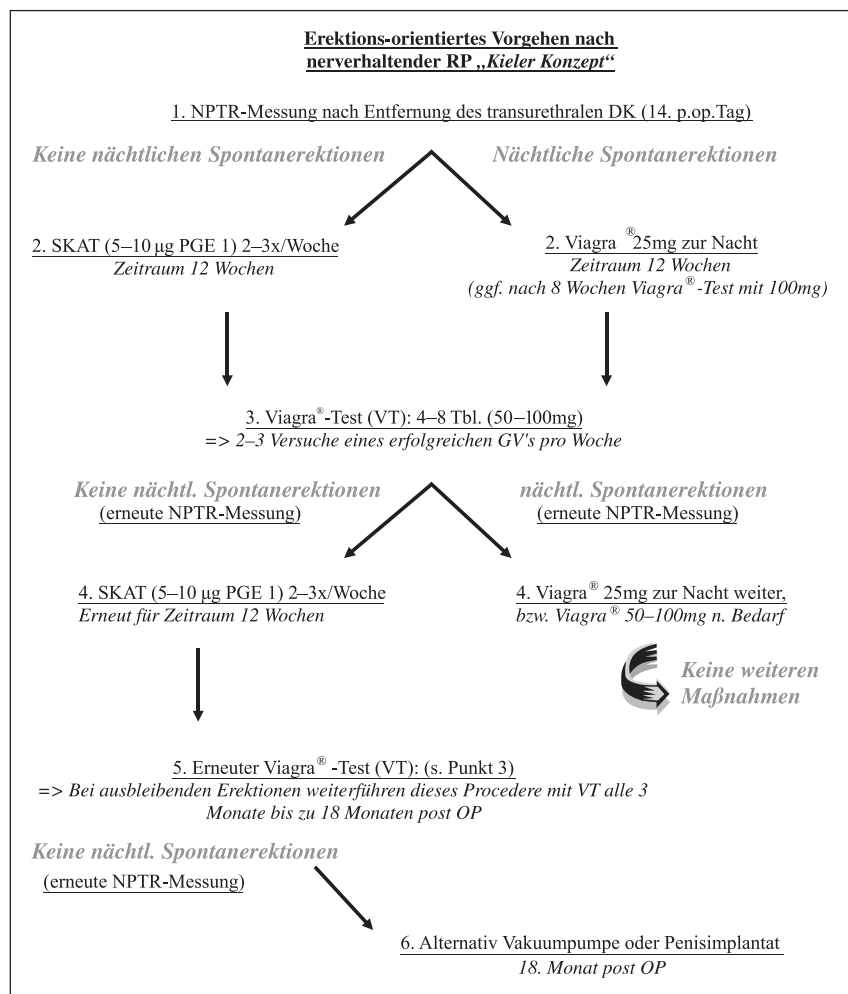 Erektions-orientiertes Vorgehen nach
nerverhaltender RP „Kieler Konzept“
1. NPTR-Messung nach Entfernung des transurethralen DK (14. p.op.Tag)
Keine nächtlichen Spontanerektionen
Nächtliche Spontanerektionen
2. SKAT (5–10 µg PGE 1) 2–3x/Woche
Zeitraum 12 Wochen
2. Viagra ®25mg zur Nacht
Zeitraum 12 Wochen
(ggf. nach 8 Wochen Viagra®-Test mit 100mg)
3. Viagra®-Test (VT): 4–8 Tbl. (50–100mg)
=> 2–3 Versuche eines erfolgreichen GV's pro Woche
Keine nächtl. Spontanerektionen
(erneute NPTR-Messung)
nächtl. Spontanerektionen
(erneute NPTR-Messung)
4. SKAT (5–10 µg PGE 1) 2–3x/Woche
Erneut für Zeitraum 12 Wochen
4. Viagra® 25mg zur Nacht weiter,
bzw. Viagra® 50–100mg n. Bedarf
Keine weiteren
Maßnahmen
5. Erneuter Viagra® -Test (VT): (s. Punkt 3)
=> Bei ausbleibenden Erektionen weiterführen dieses Procedere mit VT alle 3
Monate bis zu 18 Monaten post OP
Keine nächtl. Spontanerektionen
(erneute NPTR-Messung)
6. Alternativ Vakuumpumpe oder Penisimplantat
18. Monat post OP